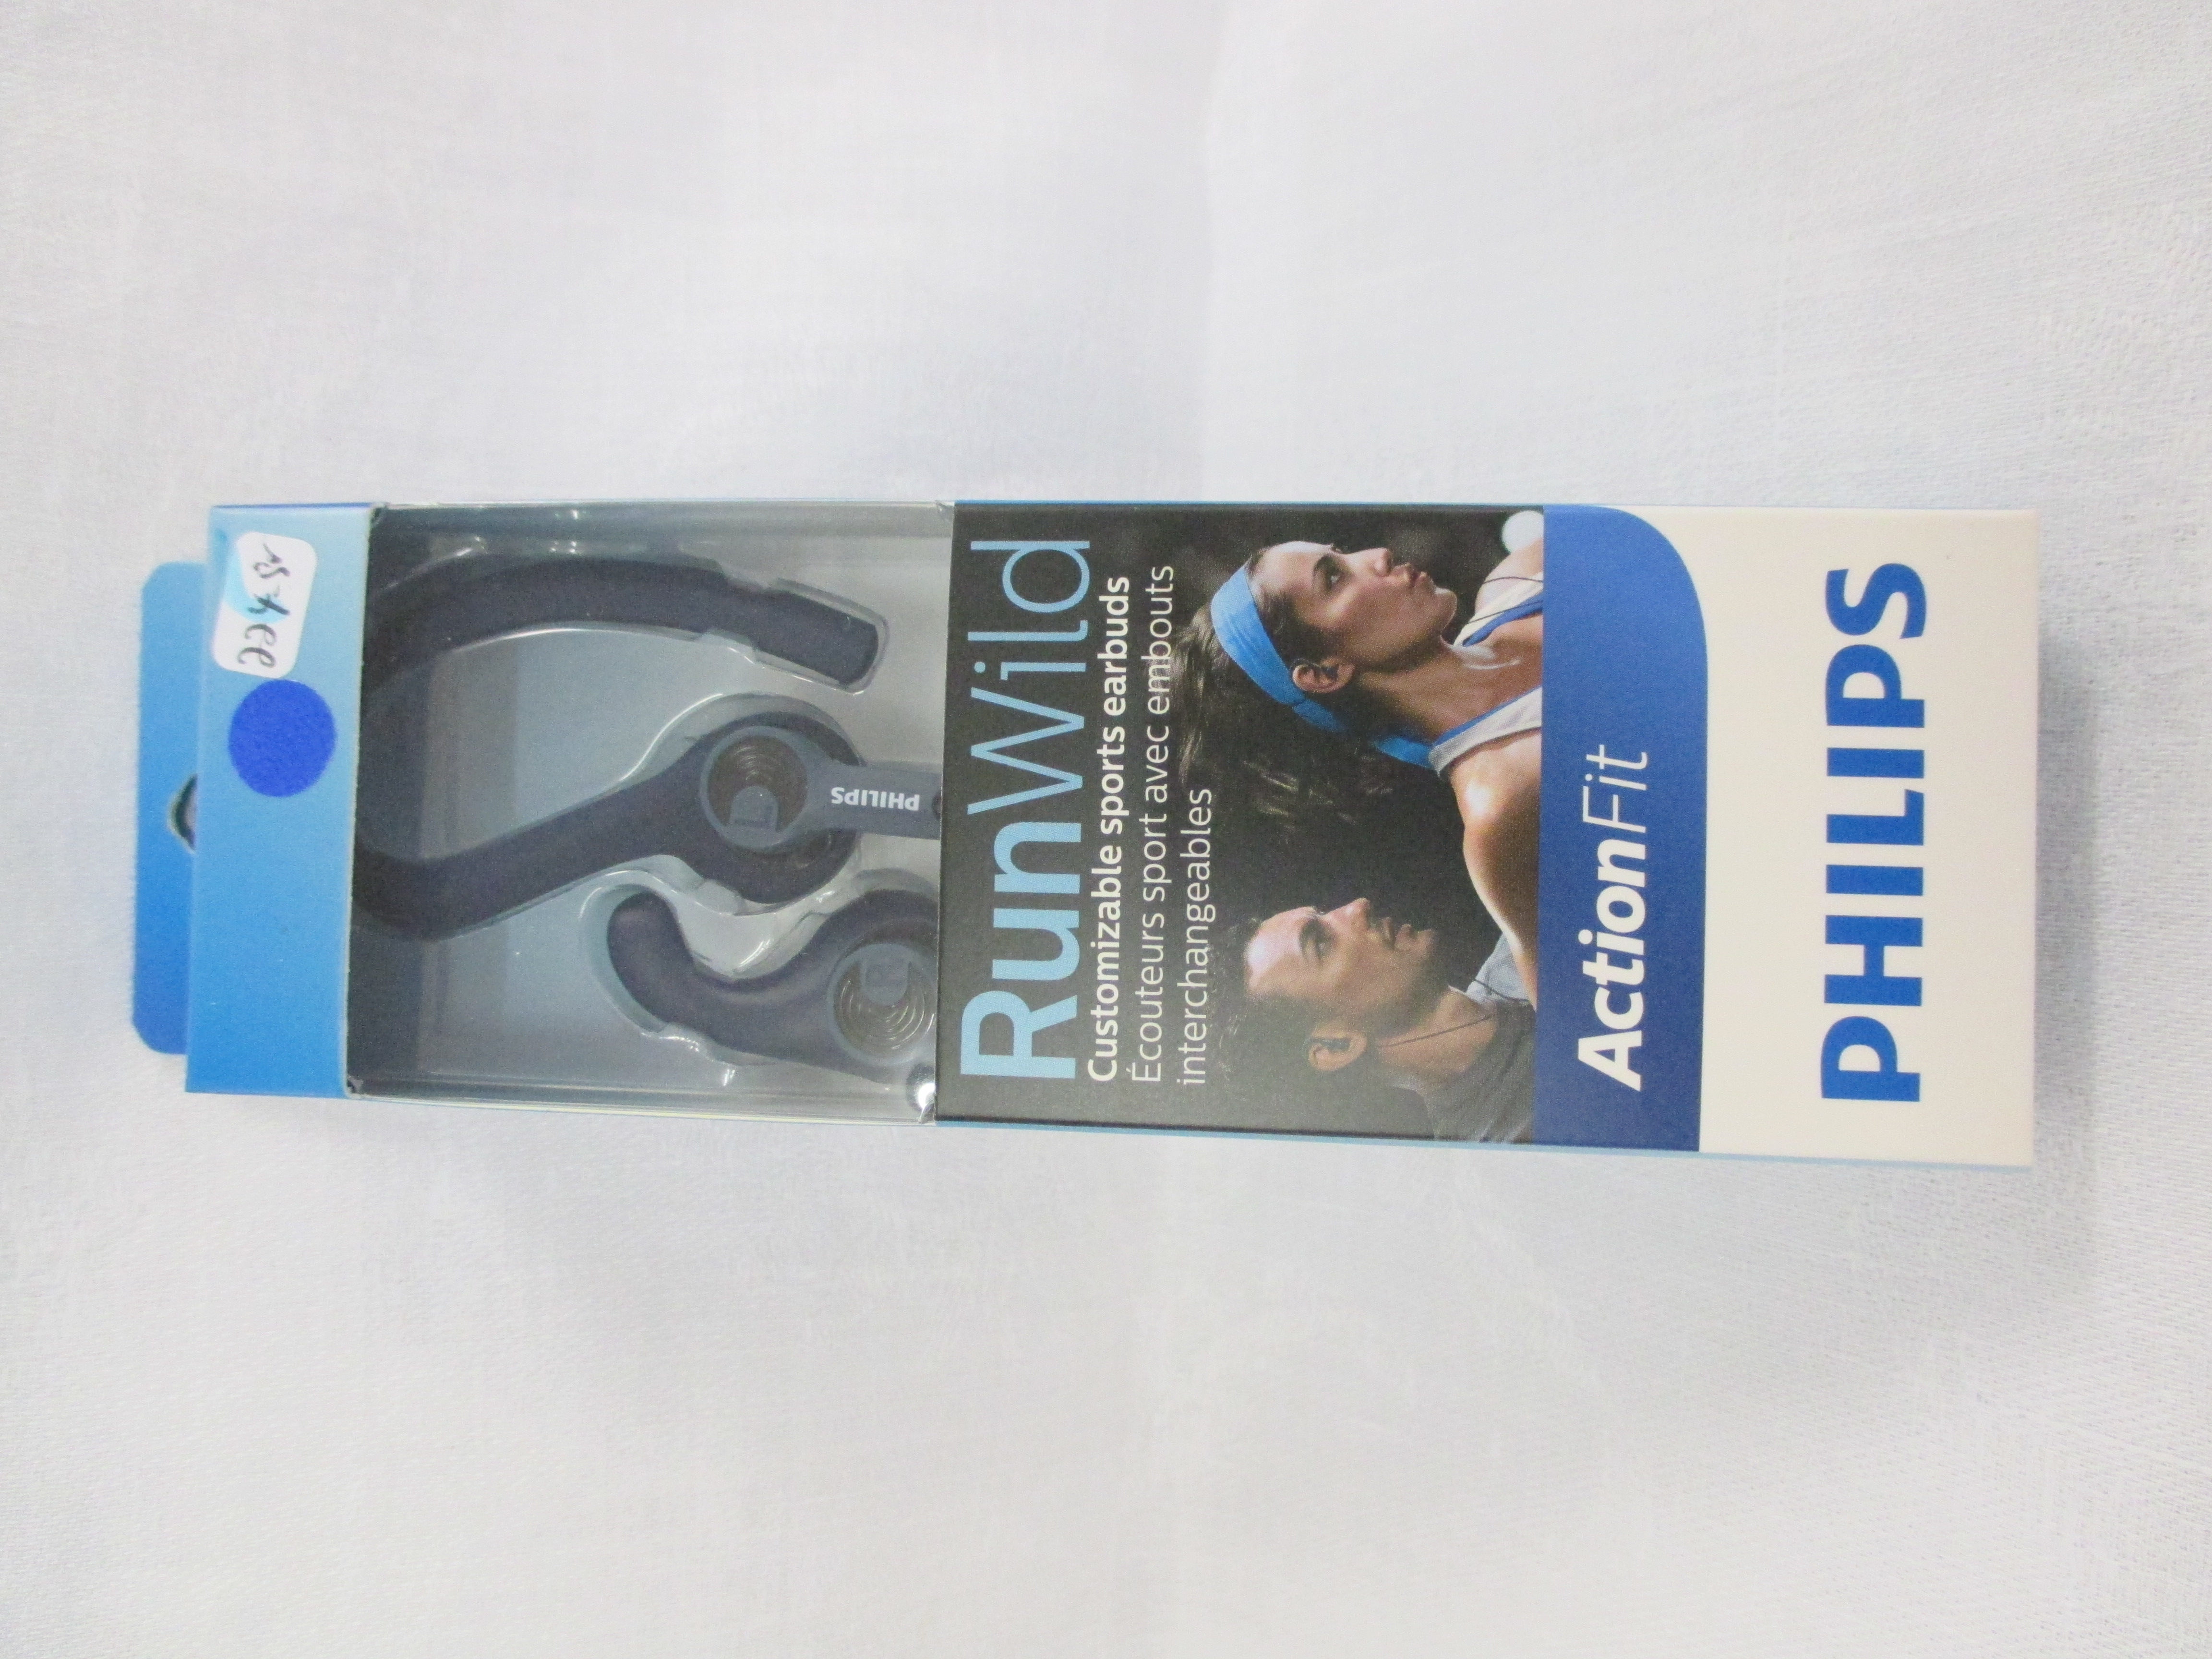 RunWild
Customizable sports earbuds
Écouteurs sport avec embouts
interchangeables
ActionFit
PHILIPS
PHILIPS
L